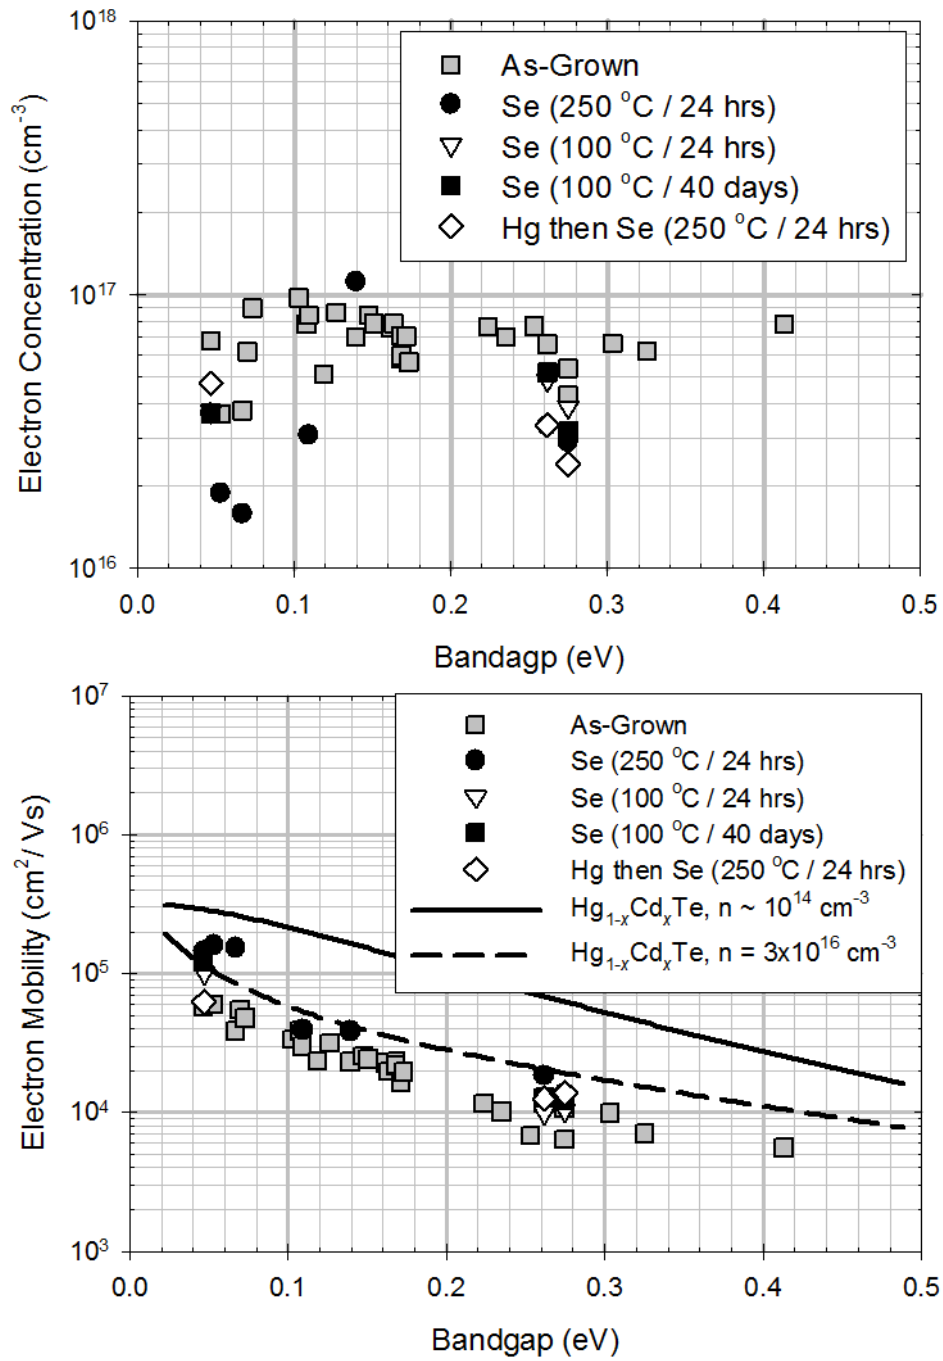 10^18
As-Grown
Se (250 °C / 24 hrs)
Se (100 °C / 24 hrs)
Se (100 °C / 40 days)
Hg then Se (250 °C / 24 hrs)
10^17
10^16
Electron Concentration (cm^-3)
0.0 0.1 0.2 0.3 0.4 0.5
Bandagp (eV)
10^7
As-Grown
Se (250 °C / 24 hrs)
Se (100 °C / 24 hrs)
Se (100 °C / 40 days)
Hg then Se (250 °C / 24 hrs)
Hg_1-xCd_xTe, n ~ 10^14 cm^-3
Hg_1-xCd_xTe, n = 3x10^16 cm^-3
10^6
10^5
10^4
10^3
Electron Mobility (cm^2/ Vs)
0.0 0.1 0.2 0.3 0.4 0.5
Bandgap (eV)